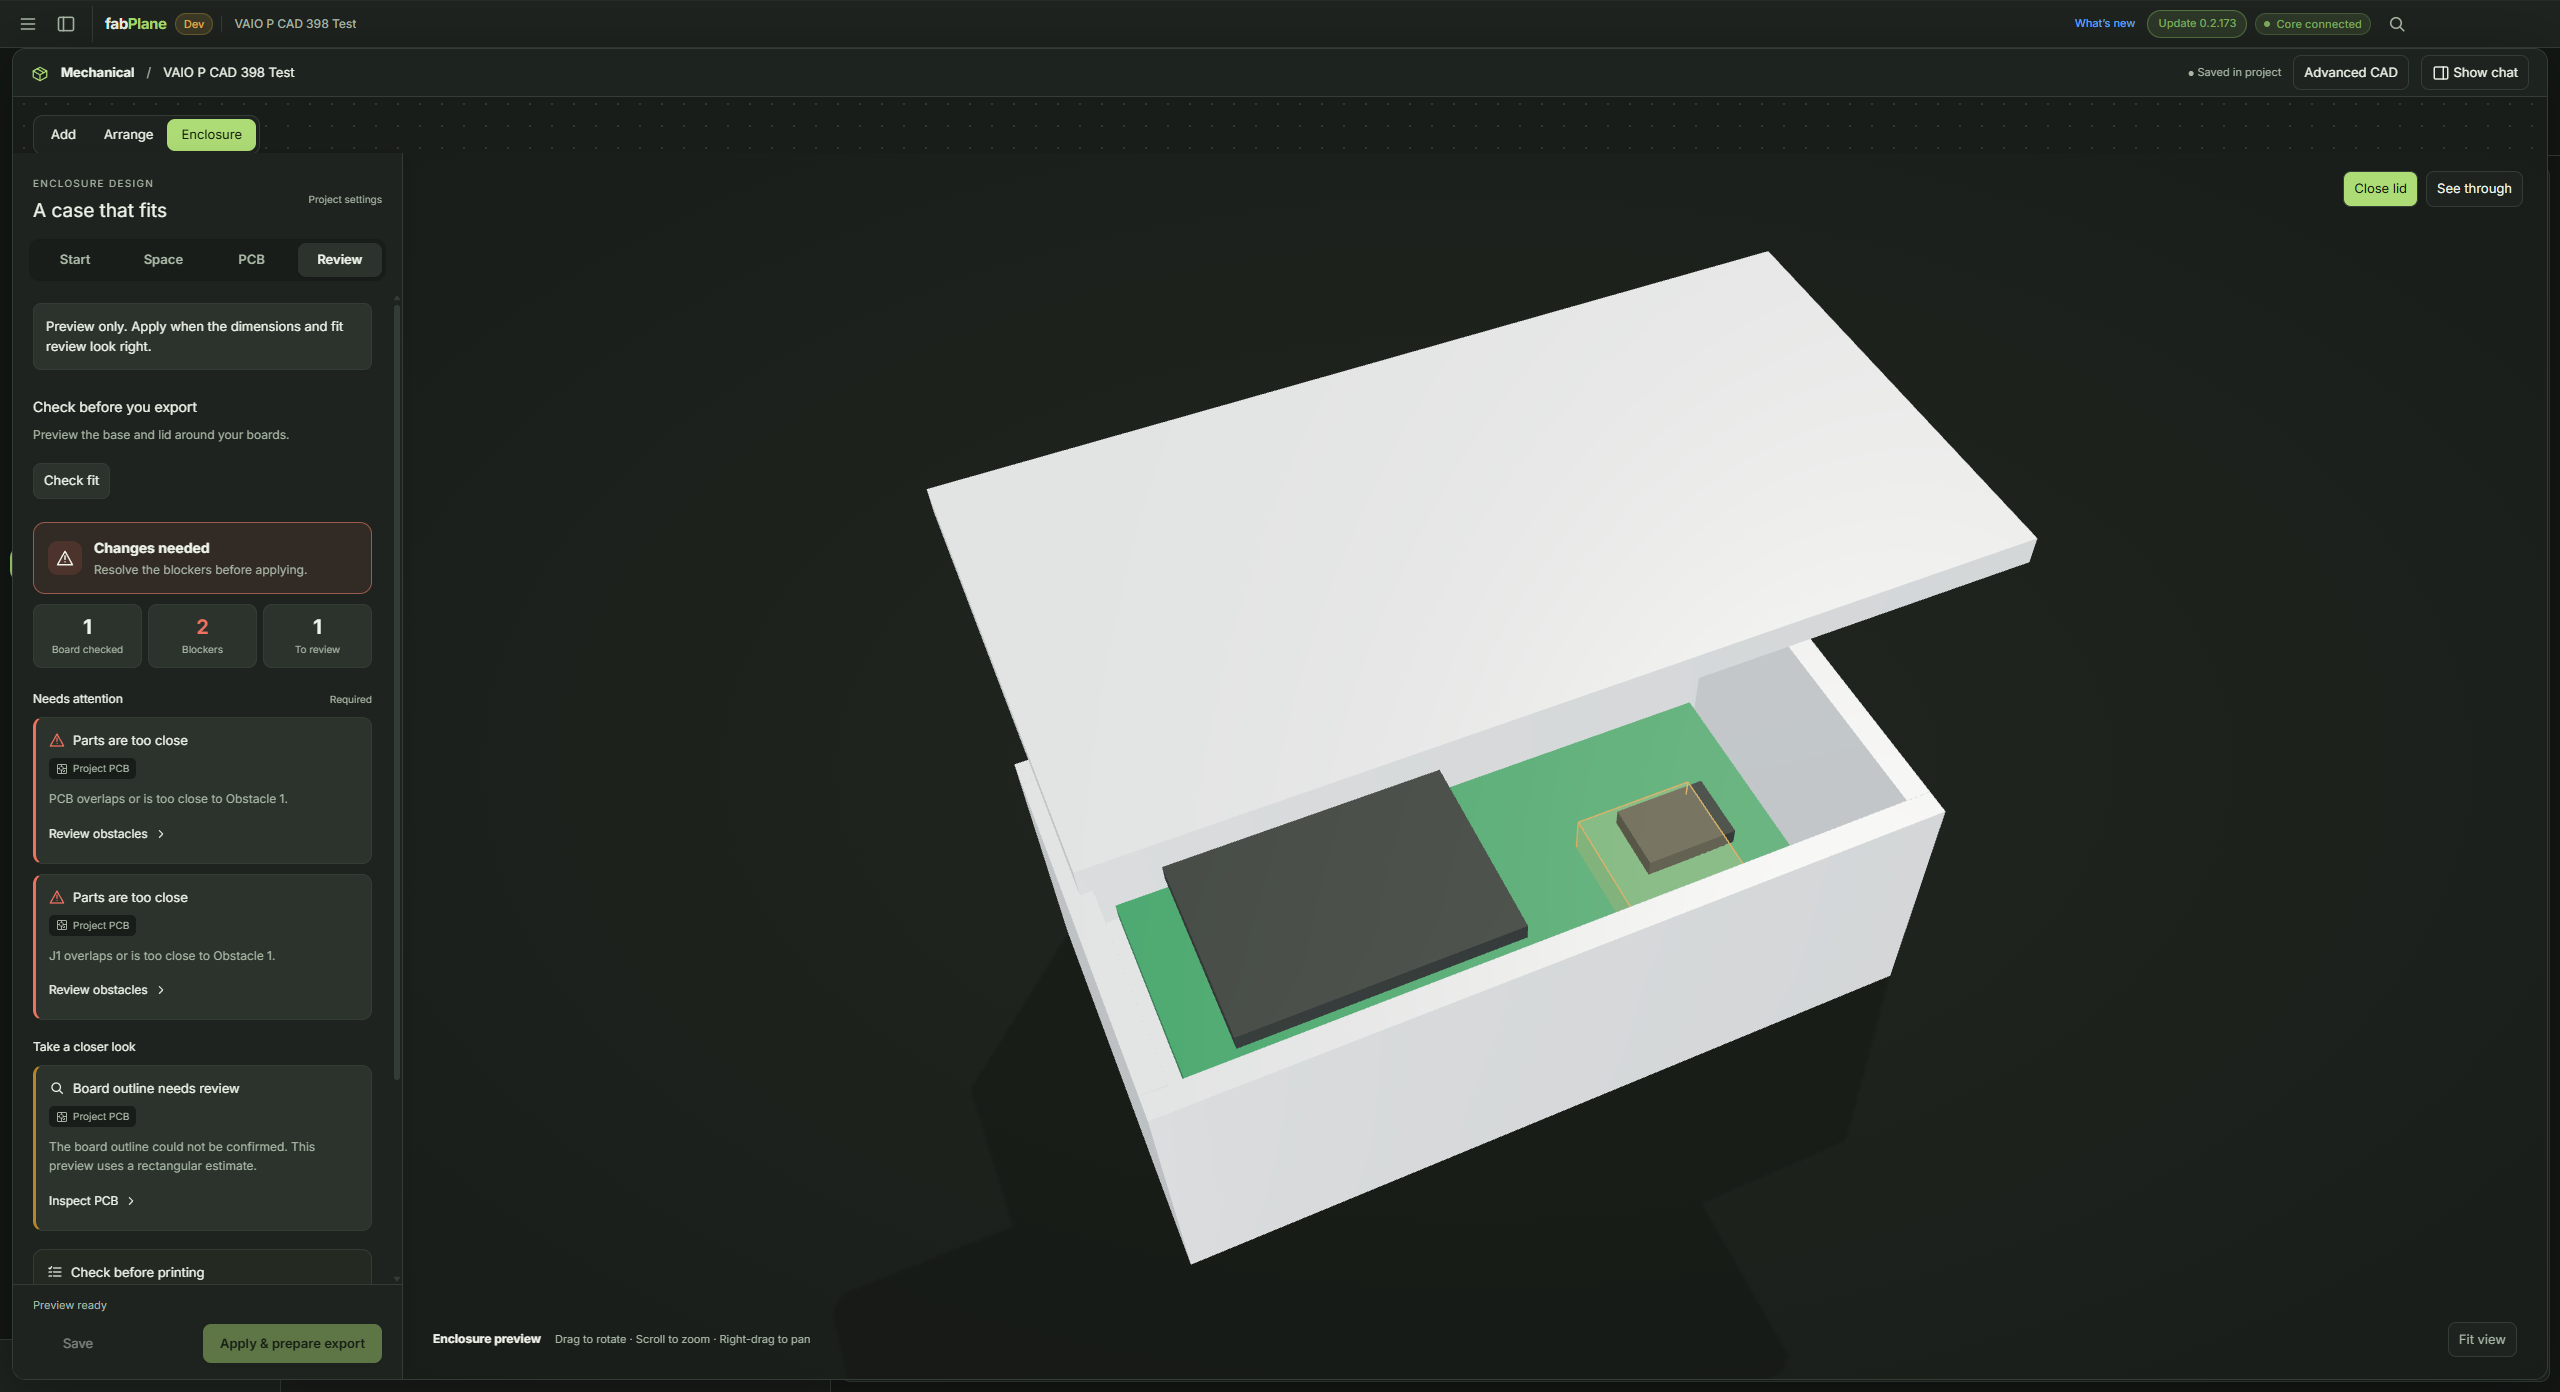 fabPlane Dev VAIO P CAD 398 Test What's new Update 0.2.173 Core connected
Mechanical / VAIO P CAD 398 Test Saved in project Advanced CAD Show chat
Add Arrange Enclosure
ENCLOSURE DESIGN
A case that fits
Project settings
Close lid See through
Start Space PCB Review
Preview only. Apply when the dimensions and fit
review look right.
Check before you export
Preview the base and lid around your boards.
Check fit
Changes needed
Resolve the blockers before applying.
1 2 1
Board checked Blockers To review
Needs attention Required
Parts are too close
Project PCB
PCB overlaps or is too close to Obstacle 1.
Review obstacles
Parts are too close
Project PCB
J1 overlaps or is too close to Obstacle 1.
Review obstacles
Take a closer look
Board outline needs review
Project PCB
The board outline could not be confirmed. This
preview uses a rectangular estimate.
Inspect PCB
Check before printing
Preview ready
Save Apply & prepare export
Enclosure preview Drag to rotate · Scroll to zoom · Right-drag to pan
Fit view